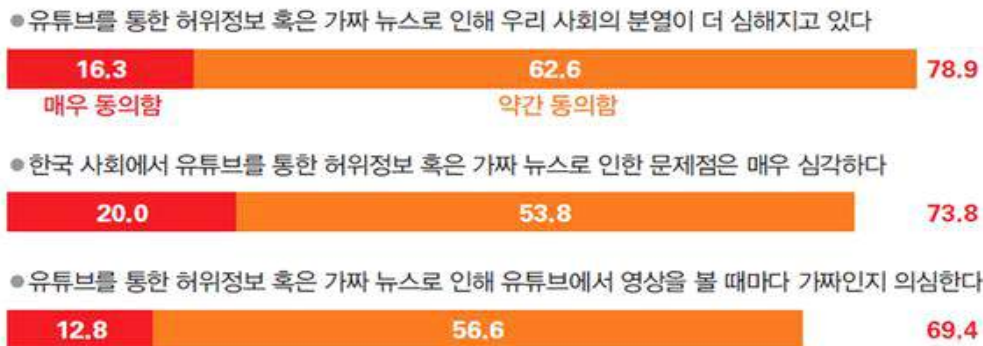 ●유튜브를 통한 허위정보 혹은 가짜 뉴스로 인해 우리 사회의 분열이 더 심해지고 있다
16.3 62.6 78.9
매우 동의함 약간 동의함
●한국 사회에서 유튜브를 통한 허위정보 혹은 가짜 뉴스로 인한 문제점은 매우 심각하다
20.0 53.8 73.8
●유튜브를 통한 허위정보 혹은 가짜 뉴스로 인해 유튜브에서 영상을 볼 때마다 가짜인지 의심한다
12.8 56.6 69.4